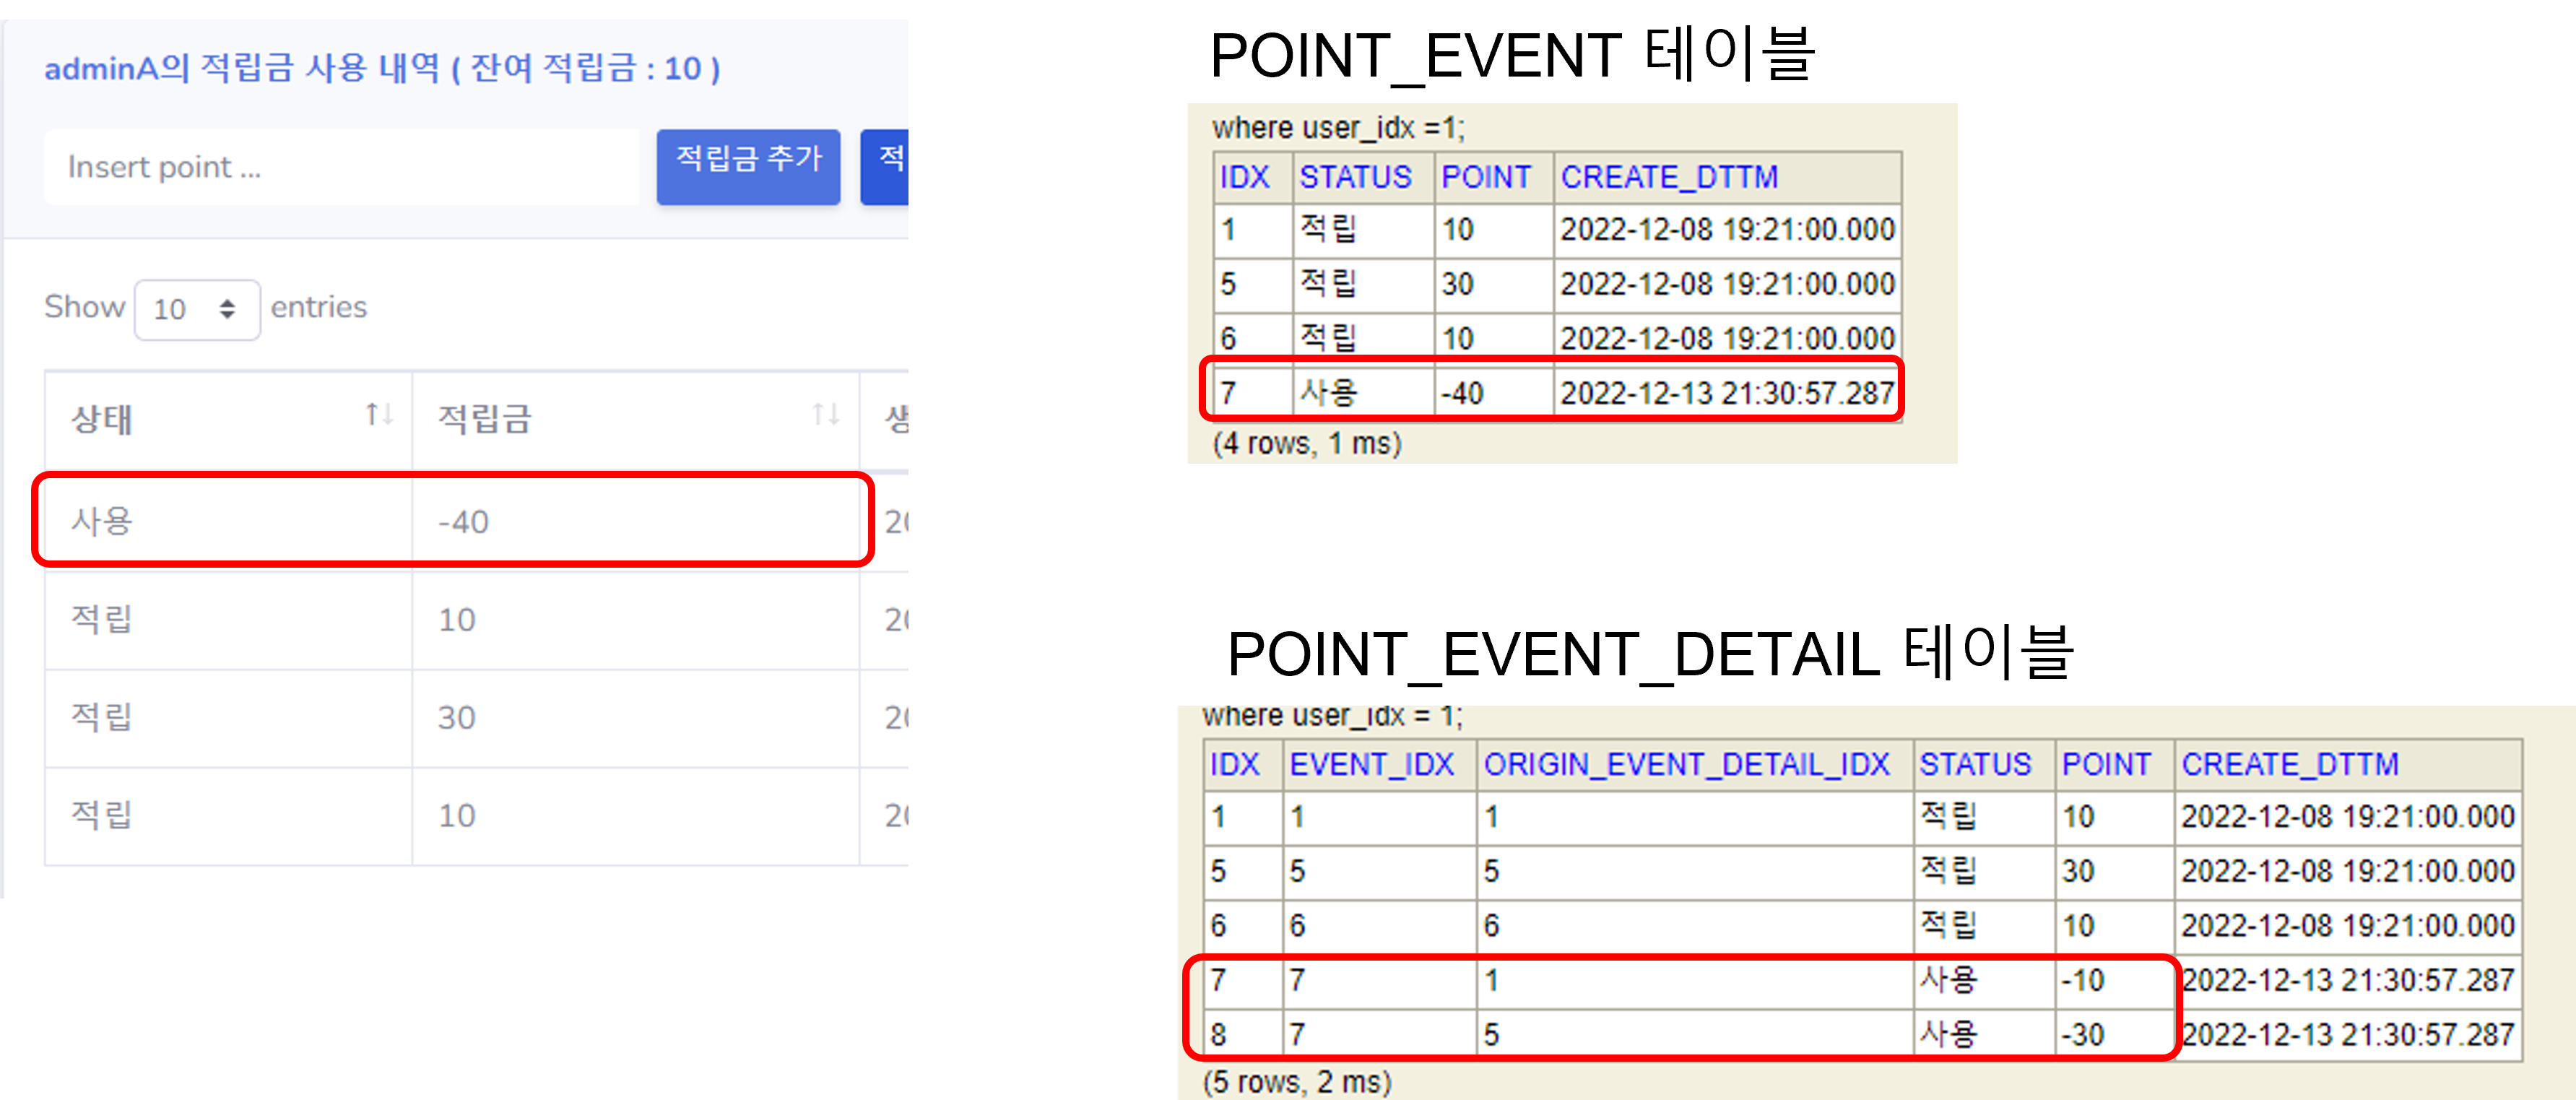 adminA의 적립금 사용 내역 ( 잔여 적립금 : 10 )
Insert point ... 적립금 추가 적
Show 10 entries
상태 적립금 생
사용 -40 20
적립 10 20
적립 30 20
적립 10 20
POINT_EVENT 테이블
where user_idx =1;
IDX STATUS POINT CREATE_DTTM
1 적립 10 2022-12-08 19:21:00.000
5 적립 30 2022-12-08 19:21:00.000
6 적립 10 2022-12-08 19:21:00.000
7 사용 -40 2022-12-13 21:30:57.287
(4 rows, 1 ms)
POINT_EVENT_DETAIL 테이블
where user_idx = 1;
IDX EVENT_IDX ORIGIN_EVENT_DETAIL_IDX STATUS POINT CREATE_DTTM
1 1 1 적립 10 2022-12-08 19:21:00.000
5 5 5 적립 30 2022-12-08 19:21:00.000
6 6 6 적립 10 2022-12-08 19:21:00.000
7 7 1 사용 -10 2022-12-13 21:30:57.287
8 7 5 사용 -30 2022-12-13 21:30:57.287
(5 rows, 2 ms)